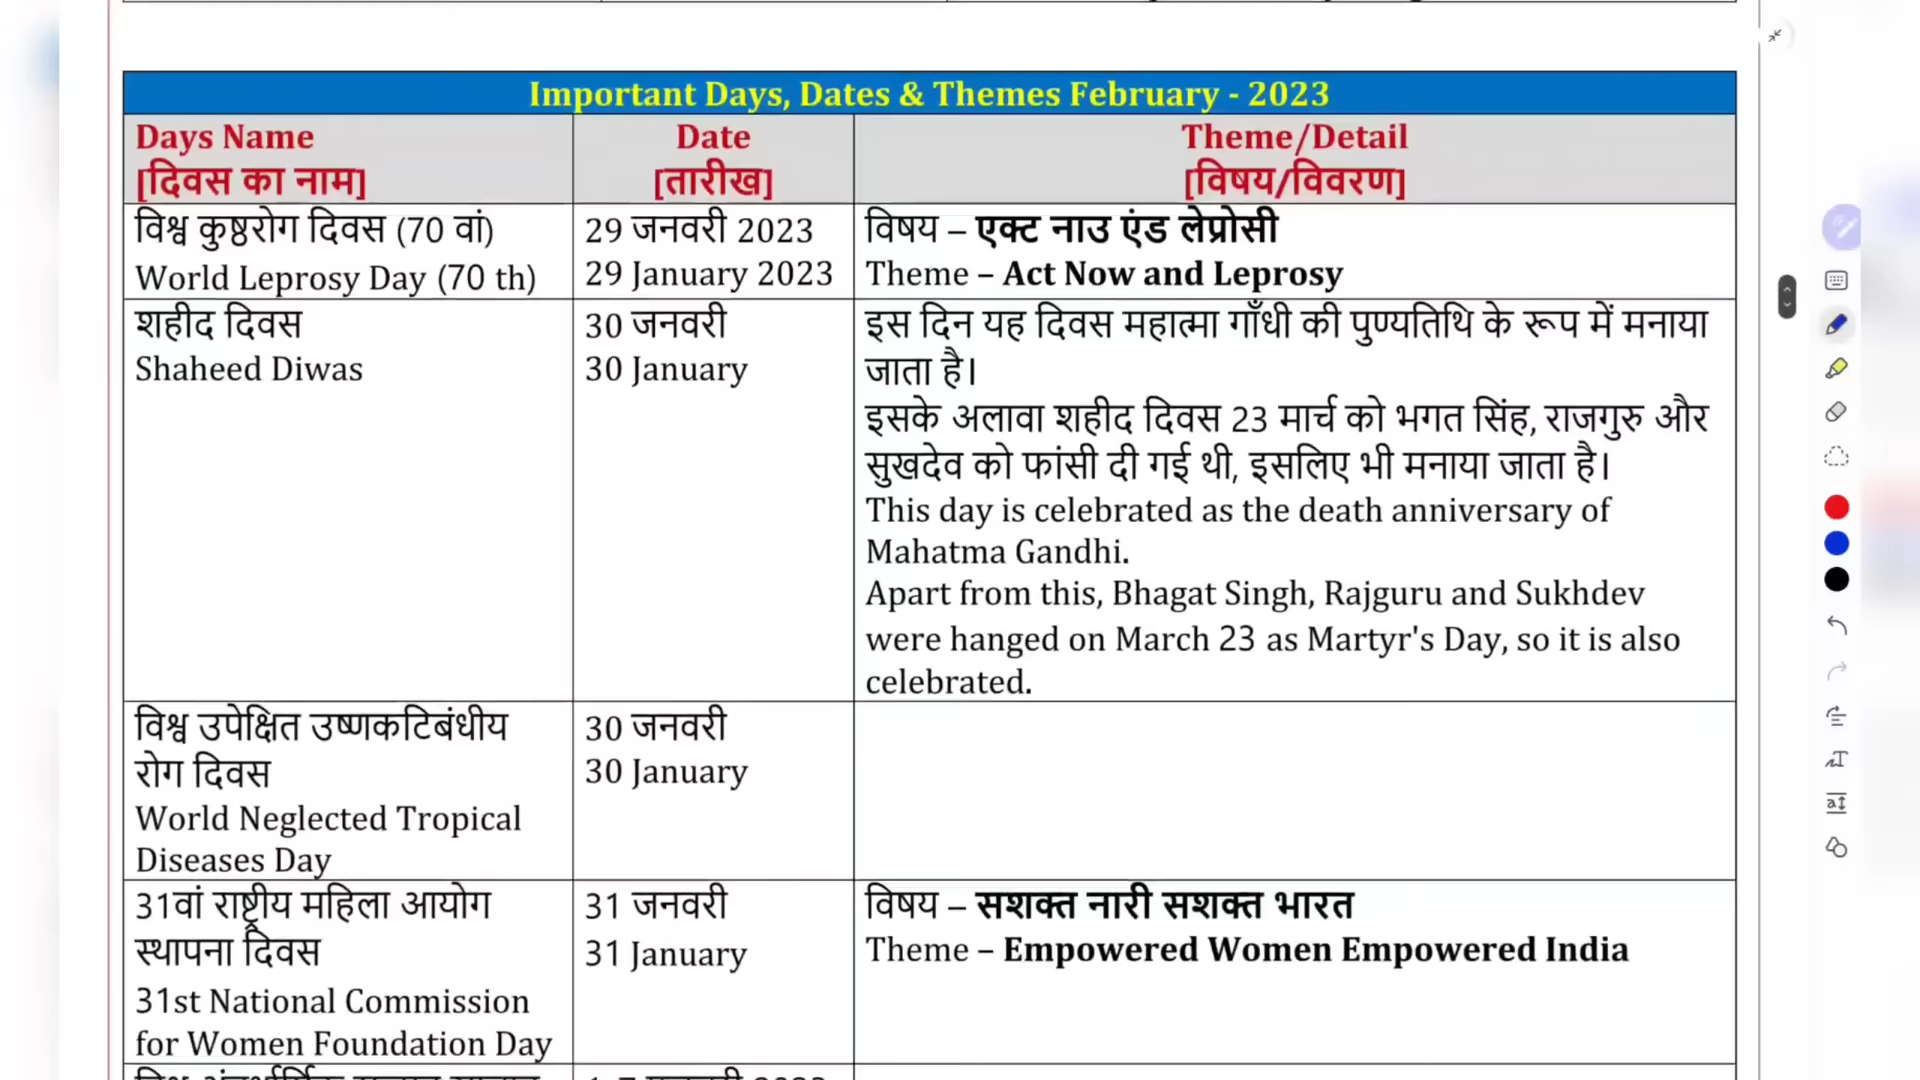 Important Days, Dates & Themes February - 2023
Days Name
[दिवस का नाम]
Date
[तारीख]
Theme/Detail
[विषय/विवरण]
विश्व कुष्ठरोग दिवस (70 वां)
World Leprosy Day (70 th)
29 जनवरी 2023
29 January 2023
विषय – एक्ट नाउ एंड लेप्रोसी
Theme – Act Now and Leprosy
शहीद दिवस
Shaheed Diwas
30 जनवरी
30 January
इस दिन यह दिवस महात्मा गाँधी की पुण्यतिथि के रूप में मनाया
जाता है।
इसके अलावा शहीद दिवस 23 मार्च को भगत सिंह, राजगुरु और
सुखदेव को फांसी दी गई थी, इसलिए भी मनाया जाता है।
This day is celebrated as the death anniversary of
Mahatma Gandhi.
Apart from this, Bhagat Singh, Rajguru and Sukhdev
were hanged on March 23 as Martyr's Day, so it is also
celebrated.
विश्व उपेक्षित उष्णकटिबंधीय
रोग दिवस
World Neglected Tropical
Diseases Day
30 जनवरी
30 January
31वां राष्ट्रीय महिला आयोग
स्थापना दिवस
31st National Commission
for Women Foundation Day
31 जनवरी
31 January
विषय – सशक्त नारी सशक्त भारत
Theme – Empowered Women Empowered India